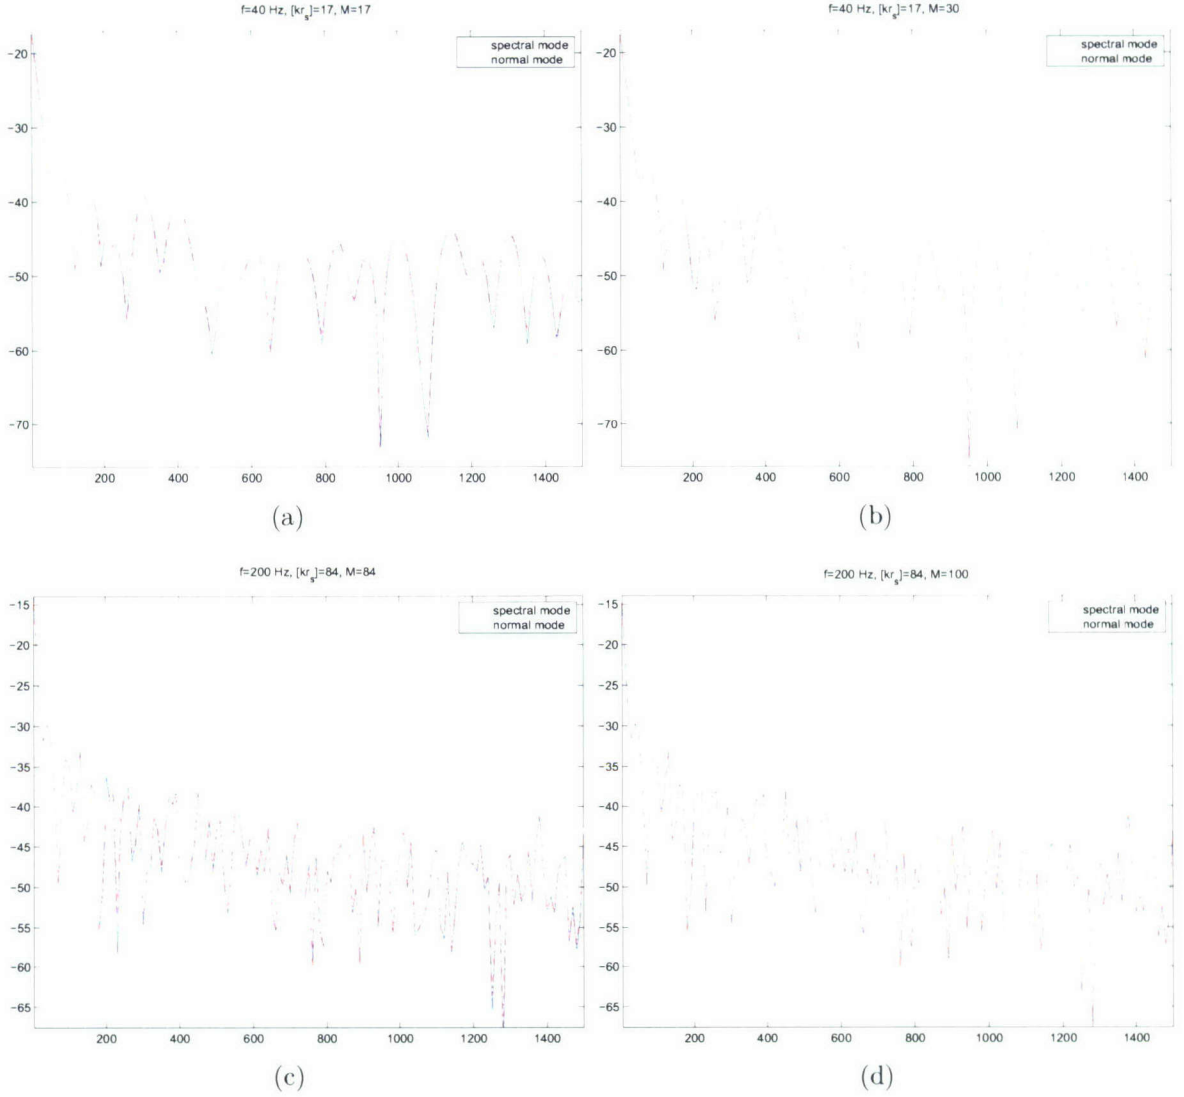 f=40 Hz, [kr_s]=17, M=17
spectral mode
normal mode
−20
−30
−40
−50
−60
−70
200 400 600 800 1000 1200 1400
(a)
f=40 Hz, [kr_s]=17, M=30
spectral mode
normal mode
−20
−30
−40
−50
−60
−70
200 400 600 800 1000 1200 1400
(b)
f=200 Hz, [kr_s]=84, M=84
spectral mode
normal mode
−15
−20
−25
−30
−35
−40
−45
−50
−55
−60
−65
200 400 600 800 1000 1200 1400
(c)
f=200 Hz, [kr_s]=84, M=100
spectral mode
normal mode
−15
−20
−25
−30
−35
−40
−45
−50
−55
−60
−65
200 400 600 800 1000 1200 1400
(d)